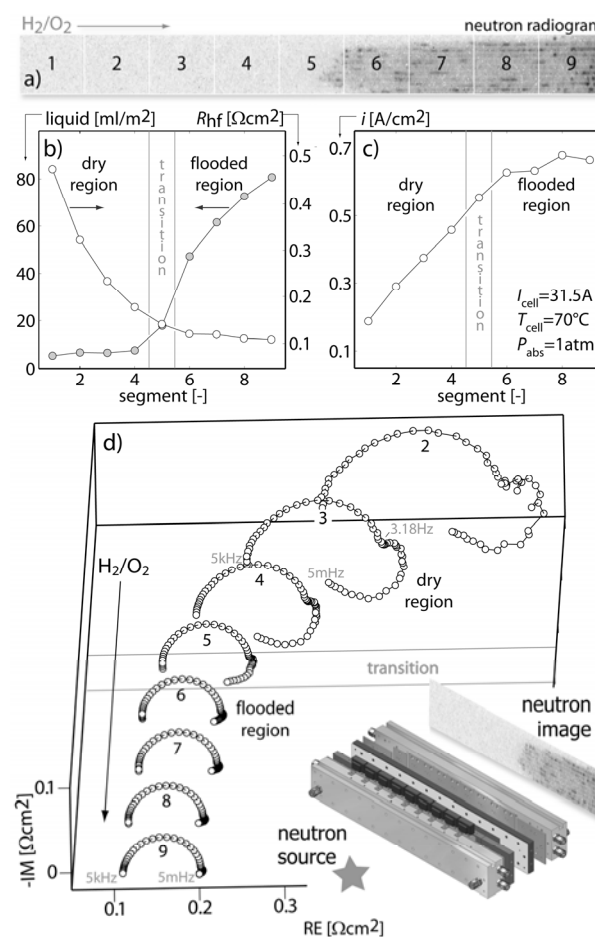 H2/O2
neutron radiogram
a) 1 2 3 4 5 6 7 8 9
liquid [ml/m2] Rhf [Ωcm2]
b) dry region
transition
flooded region
80
60
40
20
0
0.5
0.4
0.3
0.2
0.1
2 4 6 8
segment [-]
i [A/cm2]
c) dry region
transition
flooded region
0.7
0.5
0.3
0.1
Icell=31.5A
Tcell=70°C
Pabs=1atm
2 4 6 8
segment [-]
d)
2
3
3.18Hz
5kHz
4
5mHz
H2/O2
dry
region
5
transition
6
flooded
region
7
8
9
5kHz 5mHz
0.1
0
-IM [Ωcm2]
0.1 0.2 0.3
RE [Ωcm2]
neutron
image
neutron
source